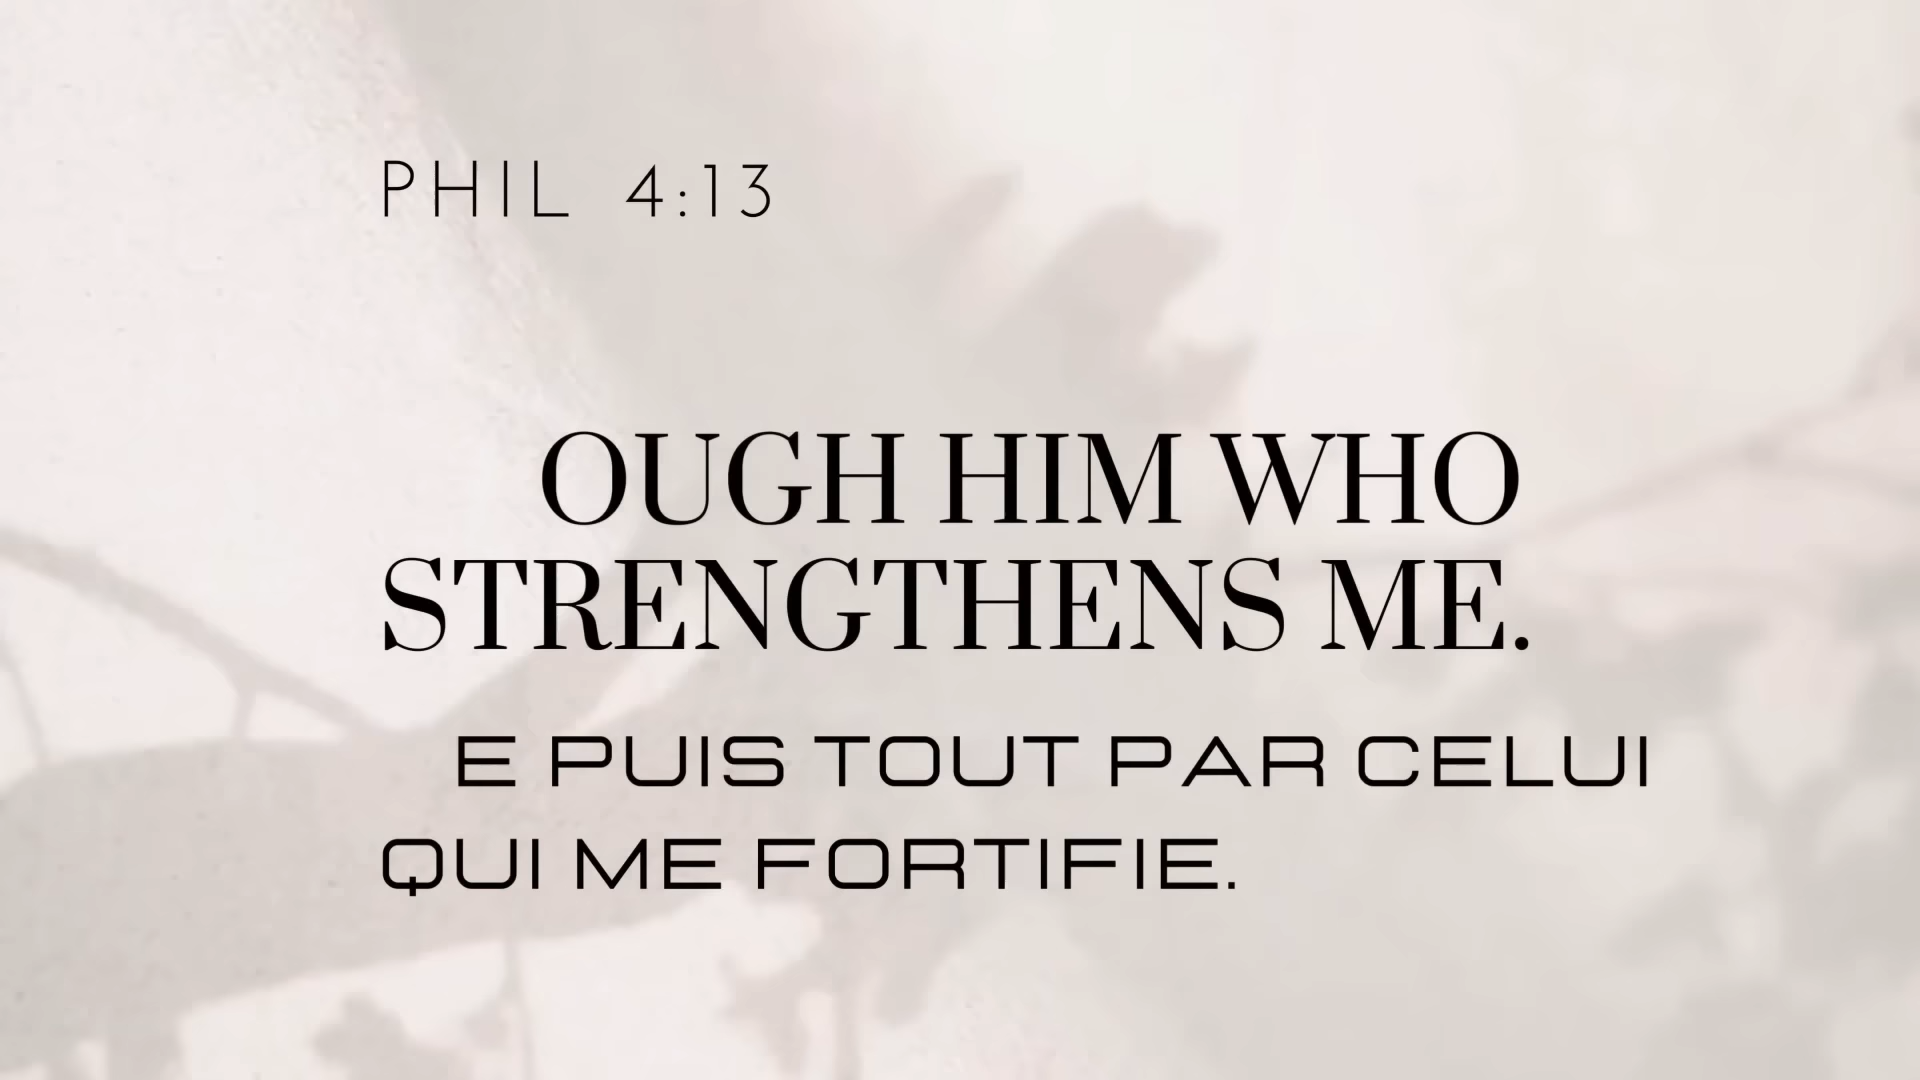 PHIL 4:13
OUGH HIM WHO
STRENGTHENS ME.
E PUIS TOUT PAR CELUI
QUI ME FORTIFIE.